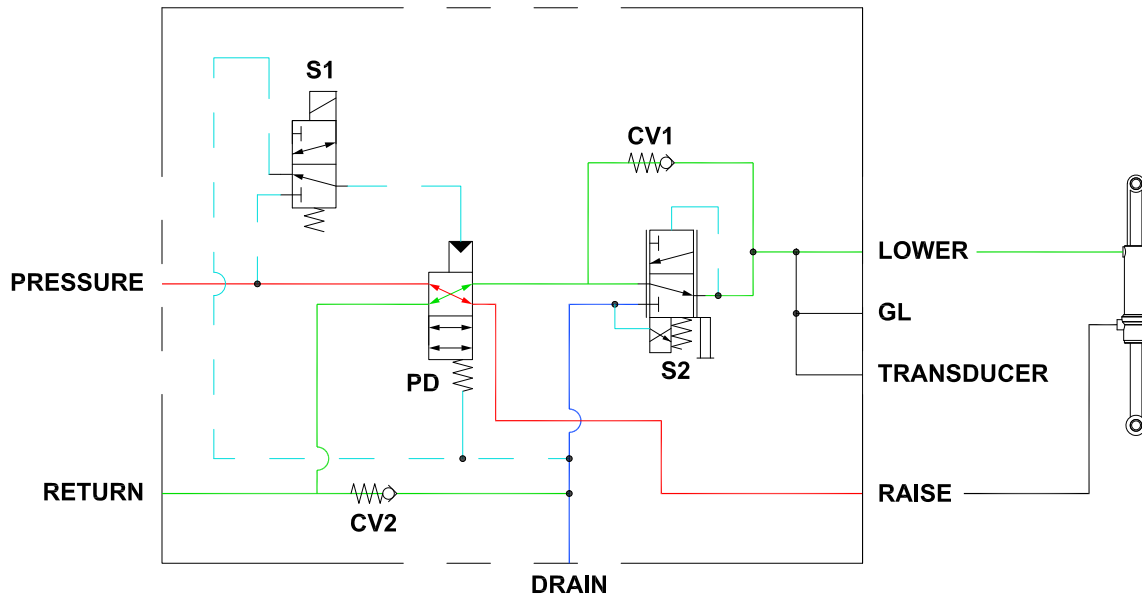 S1
CV1
PRESSURE
LOWER
GL
S2
TRANSDUCER
PD
RETURN
RAISE
CV2
DRAIN